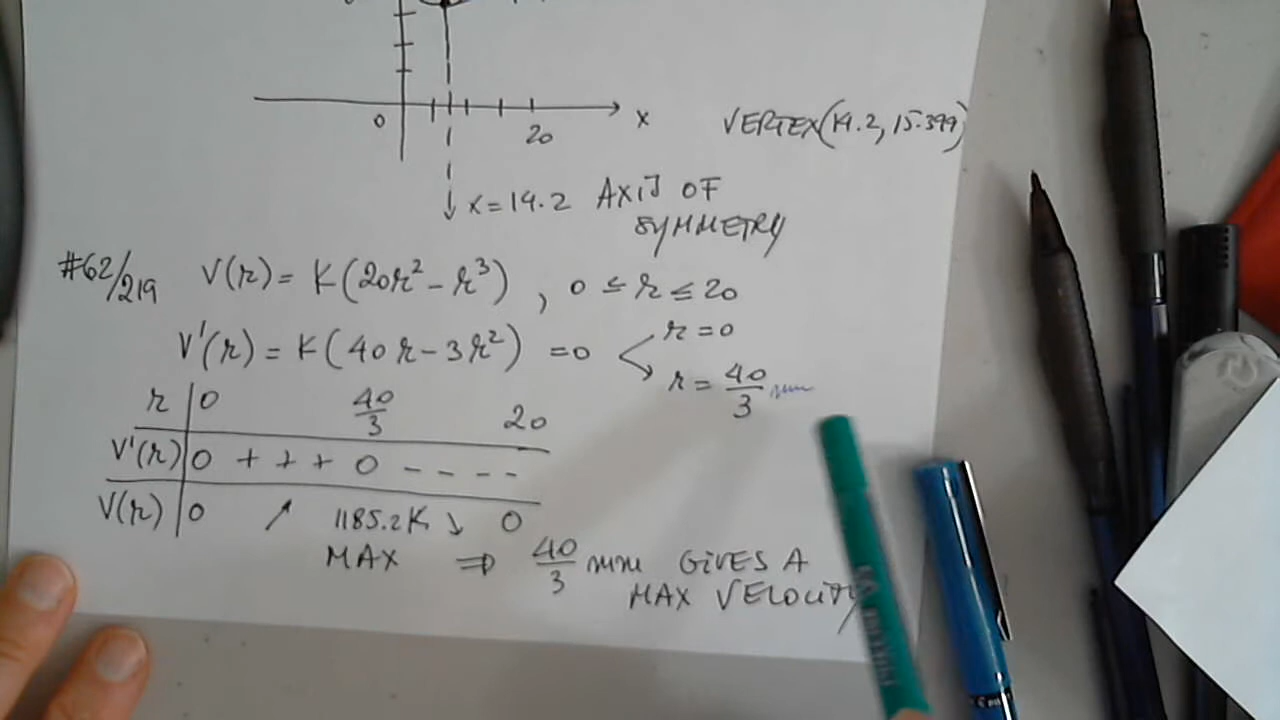 0
20
x
VERTEX(14.2, 15.399)
x=14.2 AXIS OF
SYMMETRY
#62/219 V(r) = K(20r² - r³), 0 ≤ r ≤ 20
V'(r) = K(40r - 3r²) = 0
r = 0
r = 40/3 mm
r | 0 40/3 20
V'(r) | 0 + + + 0 - - - -
V(r) | 0 ↗ 1185.2K ↘ 0
MAX ⇒ 40/3 mm GIVES A
MAX VELOCITY